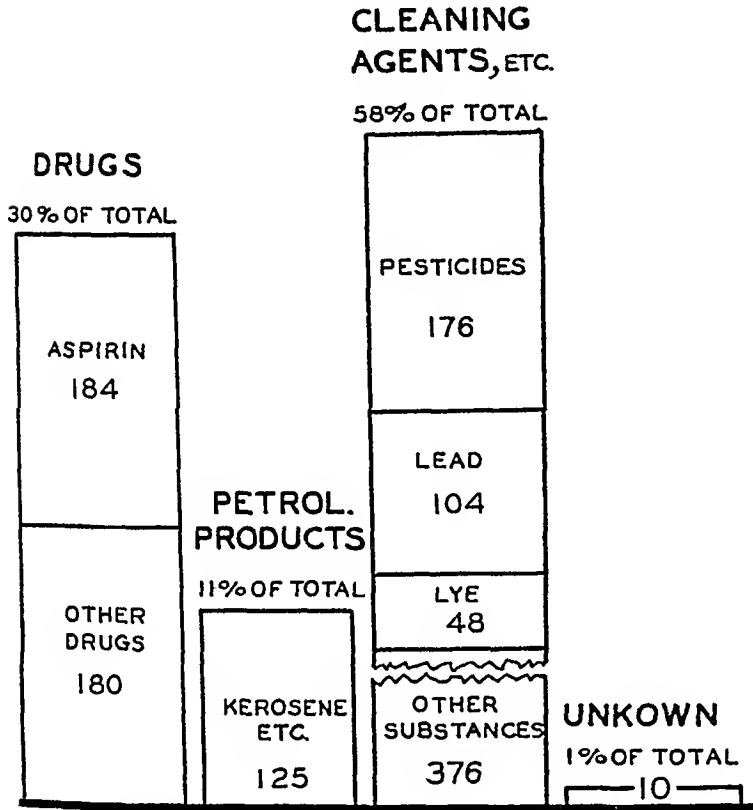 DRUGS
30% OF TOTAL
ASPIRIN
184
OTHER
DRUGS
180
PETROL.
PRODUCTS
11% OF TOTAL
KEROSENE
ETC.
125
CLEANING
AGENTS, ETC.
58% OF TOTAL
PESTICIDES
176
LEAD
104
LYE
48
OTHER
SUBSTANCES
376
UNKOWN
1% OF TOTAL
10